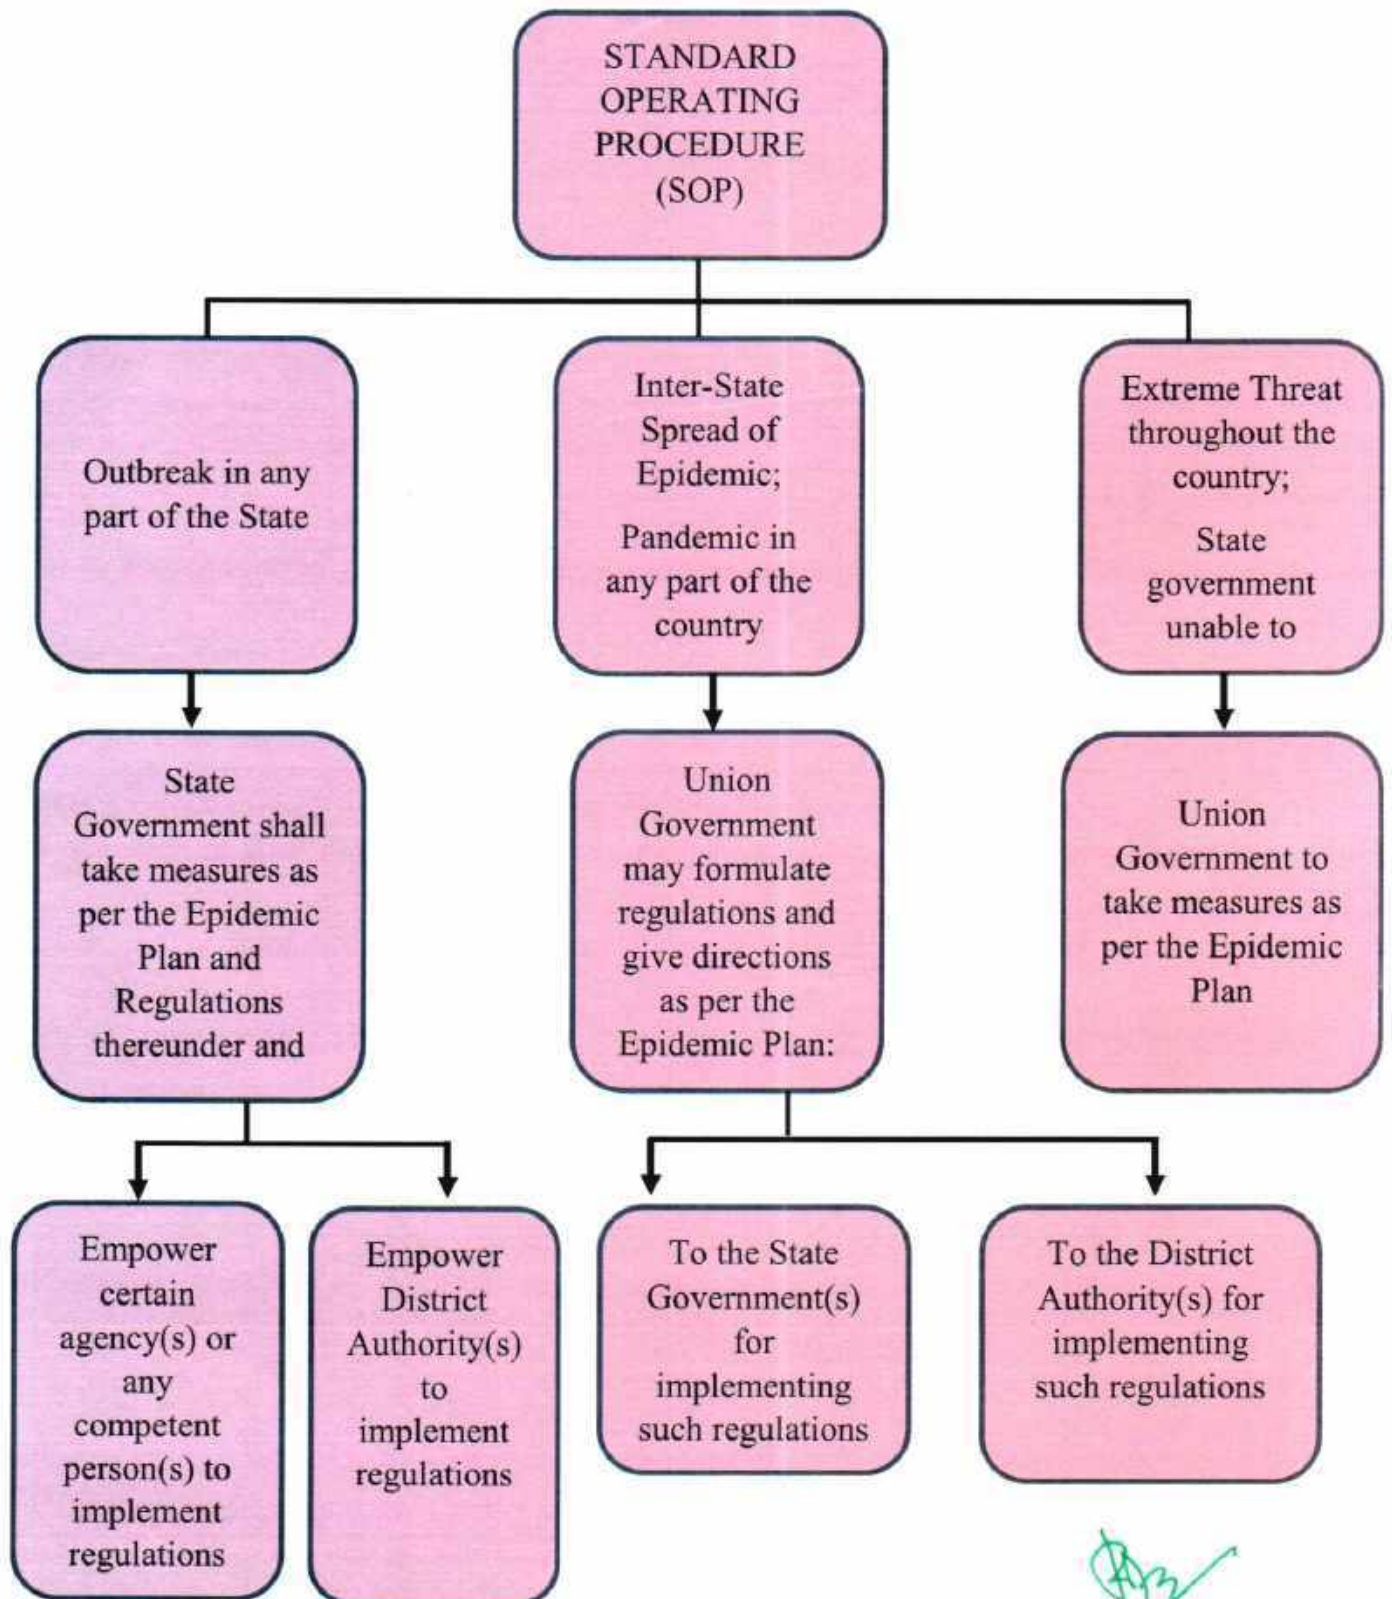 STANDARD
OPERATING
PROCEDURE
(SOP)
Outbreak in any
part of the State
Inter-State
Spread of
Epidemic;
Pandemic in
any part of the
country
Extreme Threat
throughout the
country;
State
government
unable to
State
Government shall
take measures as
per the Epidemic
Plan and
Regulations
thereunder and
Union
Government
may formulate
regulations and
give directions
as per the
Epidemic Plan:
Union
Government to
take measures as
per the Epidemic
Plan
Empower
certain
agency(s) or
any
competent
person(s) to
implement
regulations
Empower
District
Authority(s)
to
implement
regulations
To the State
Government(s)
for
implementing
such regulations
To the District
Authority(s) for
implementing
such regulations